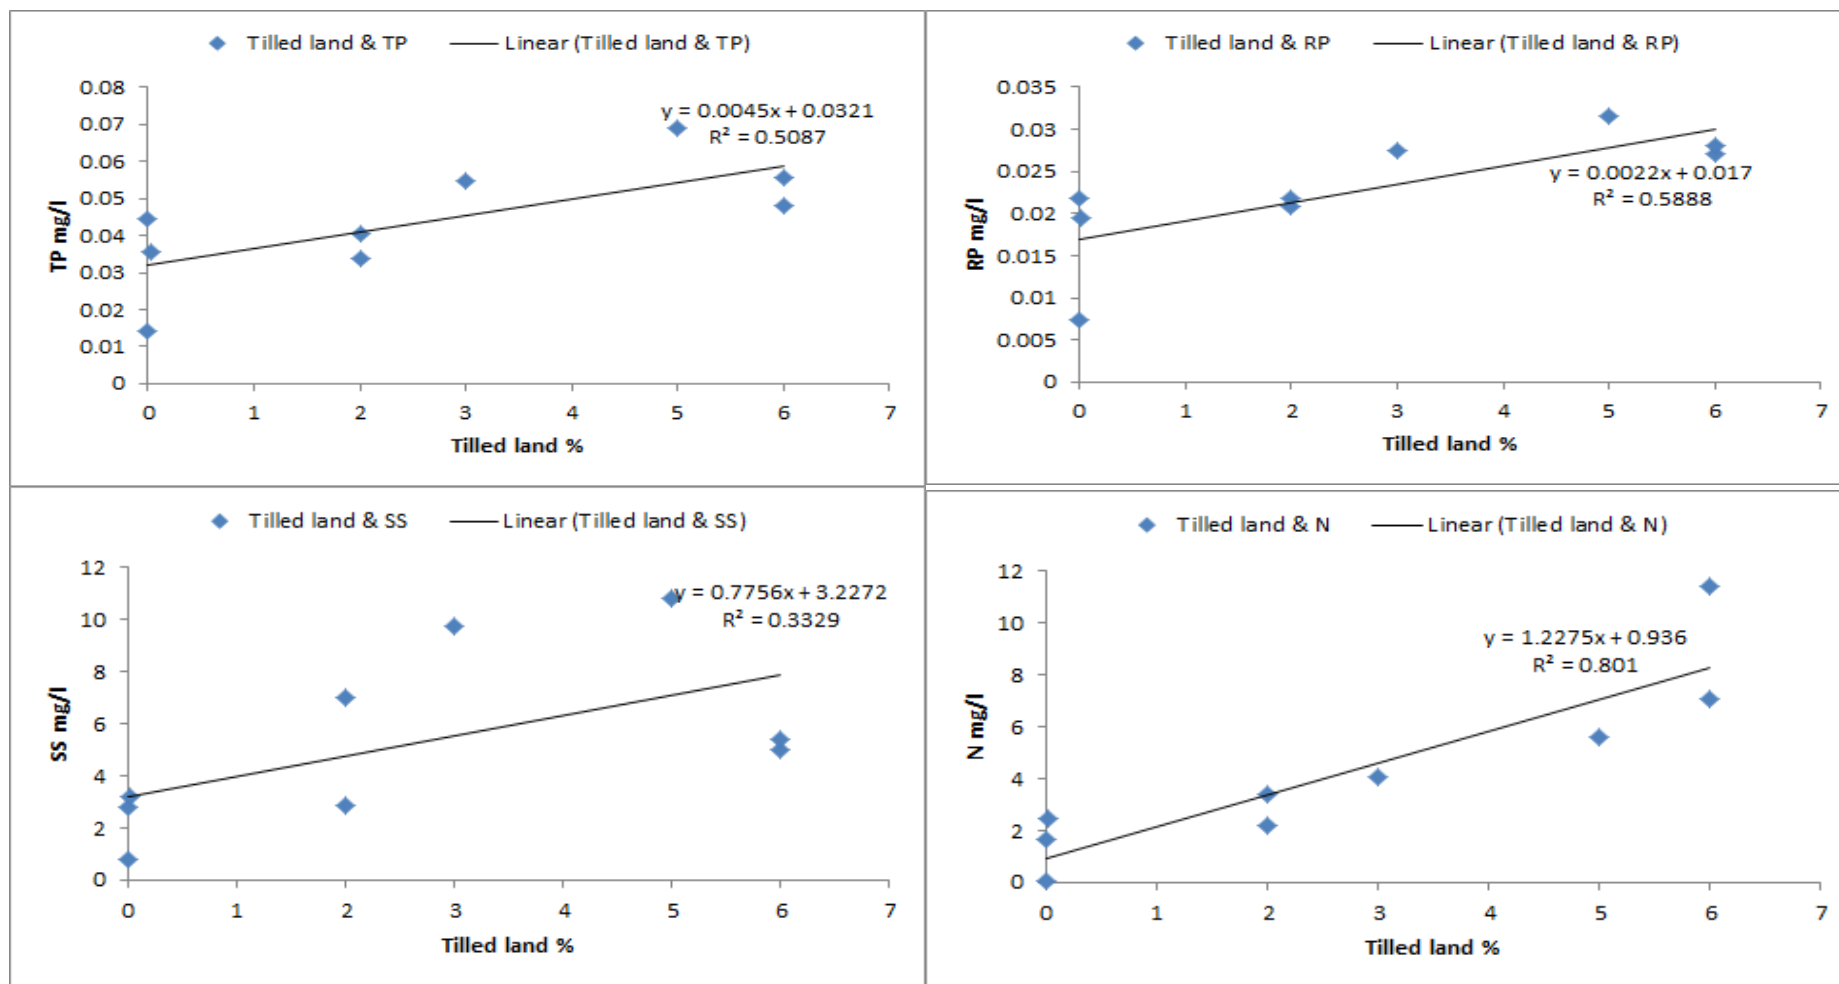 Tilled land & TP Linear (Tilled land & TP)
0.08
0.07
0.06
0.05
0.04
0.03
0.02
0.01
0
TP mg/l
y = 0.0045x + 0.0321
R² = 0.5087
0 1 2 3 4 5 6 7
Tilled land %
Tilled land & RP Linear (Tilled land & RP)
0.035
0.03
0.025
0.02
0.015
0.01
0.005
0
RP mg/l
y = 0.0022x + 0.017
R² = 0.5888
0 1 2 3 4 5 6 7
Tilled land %
Tilled land & SS Linear (Tilled land & SS)
12
10
8
6
4
2
0
SS mg/l
y = 0.7756x + 3.2272
R² = 0.3329
0 1 2 3 4 5 6 7
Tilled land %
Tilled land & N Linear (Tilled land & N)
12
10
8
6
4
2
0
N mg/l
y = 1.2275x + 0.936
R² = 0.801
0 1 2 3 4 5 6 7
Tilled land %